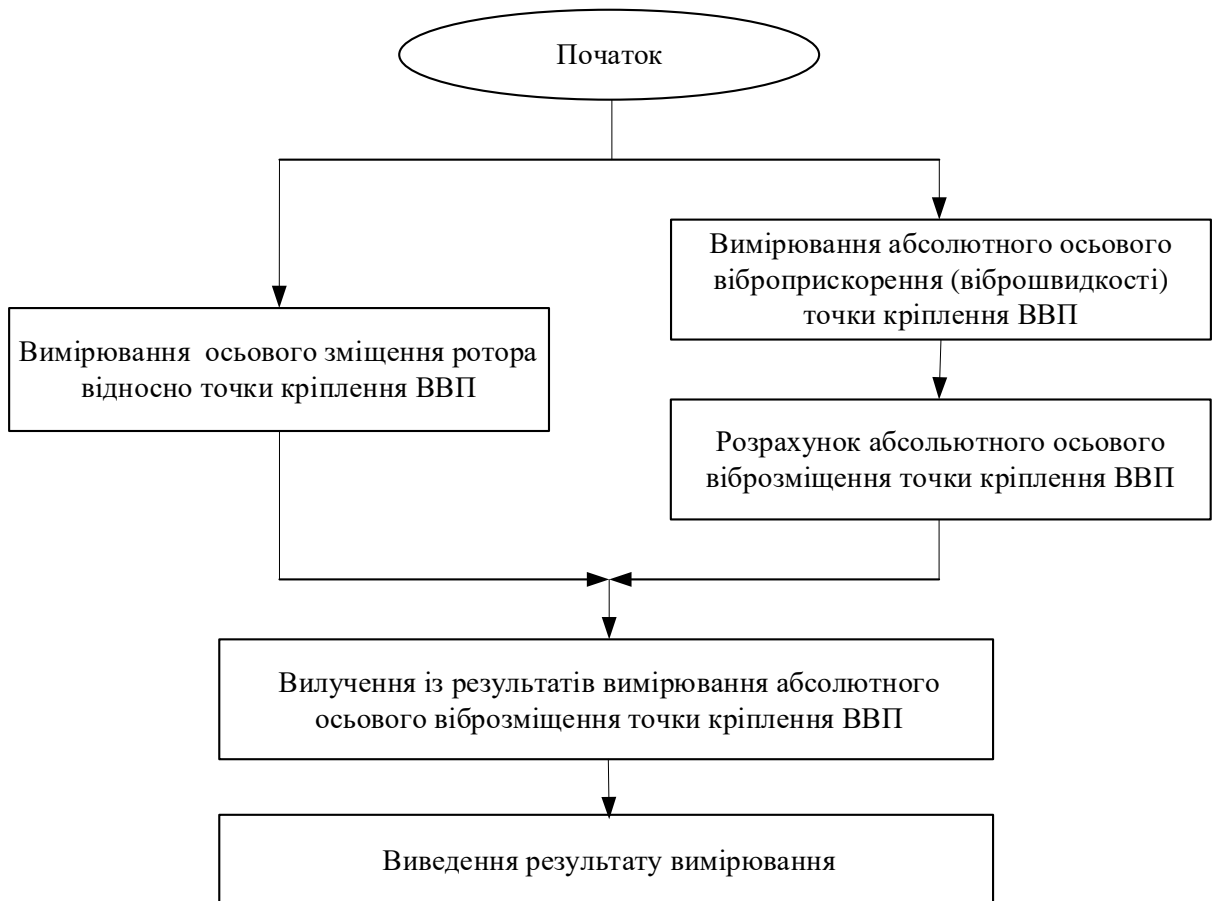 Початок
Вимірювання абсолютного осьового
віброприскорення (віброшвидкості)
точки кріплення ВВП
Вимірювання осьового зміщення ротора
відносно точки кріплення ВВП
Розрахунок абсольютного осьового
віброзміщення точки кріплення ВВП
Вилучення із результатів вимірювання абсолютного
осьового віброзміщення точки кріплення ВВП
Виведення результату вимірювання